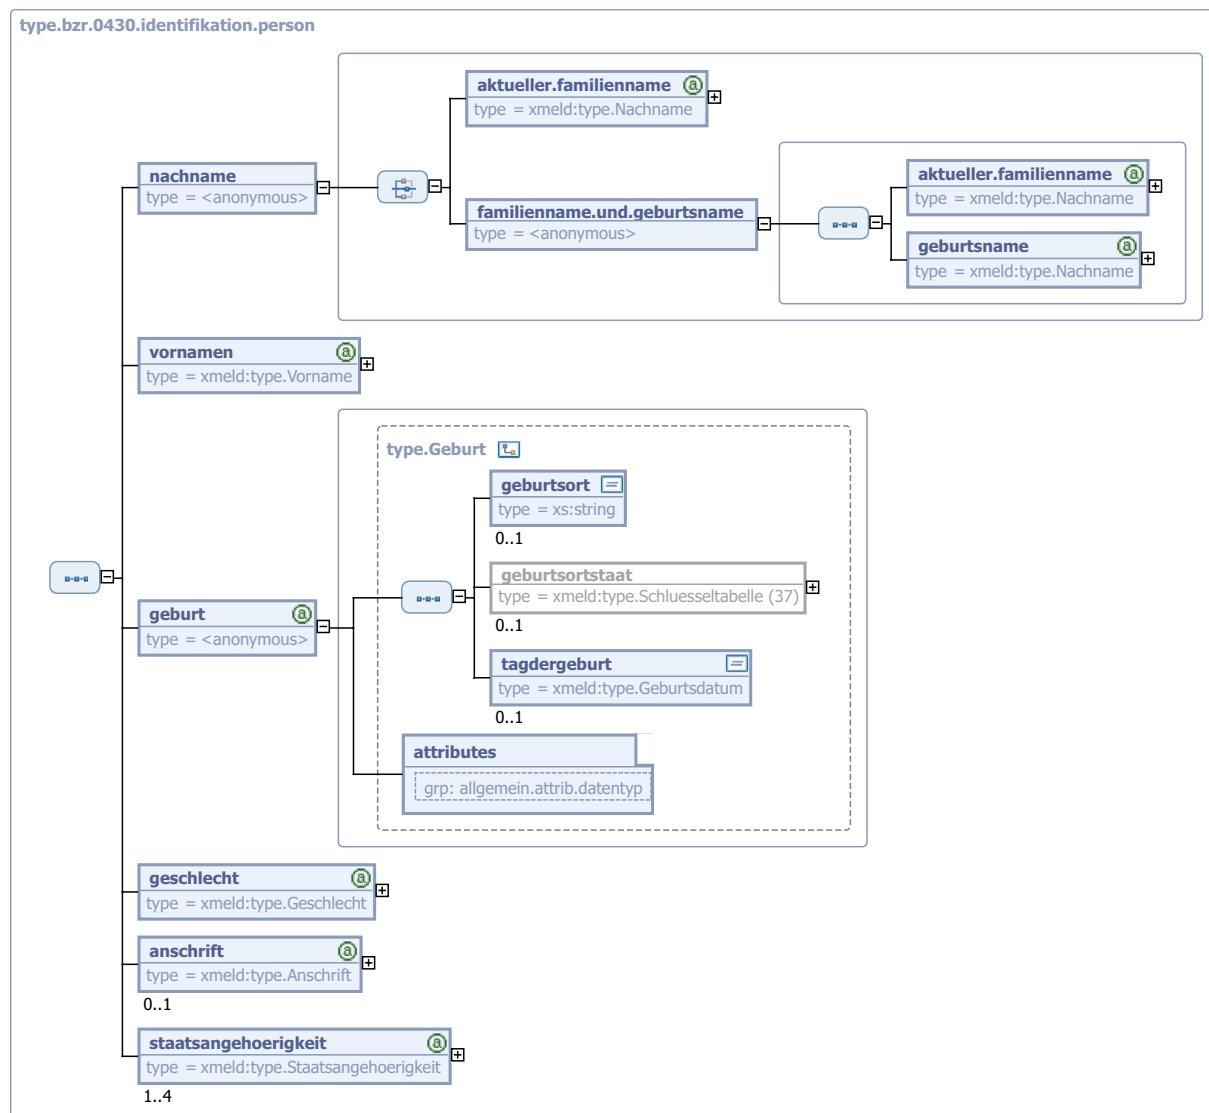 type.bzr.0430.identifikation.person
aktueller.familienname
type = xmeld:type.Nachname
nachname
type = <anonymous>
familienname.und.geburtsname
type = <anonymous>
aktueller.familienname
type = xmeld:type.Nachname
geburtsname
type = xmeld:type.Nachname
vornamen
type = xmeld:type.Vorname
type.Geburt
geburtsort
type = xs:string
0..1
geburtsortstaat
type = xmeld:type.Schluesseltabelle (37)
0..1
geburt
type = <anonymous>
tagdergeburt
type = xmeld:type.Geburtsdatum
0..1
attributes
grp: allgemein.attrib.datentyp
geschlecht
type = xmeld:type.Geschlecht
anschrift
type = xmeld:type.Anschrift
0..1
staatsangehoerigkeit
type = xmeld:type.Staatsangehoerigkeit
1..4